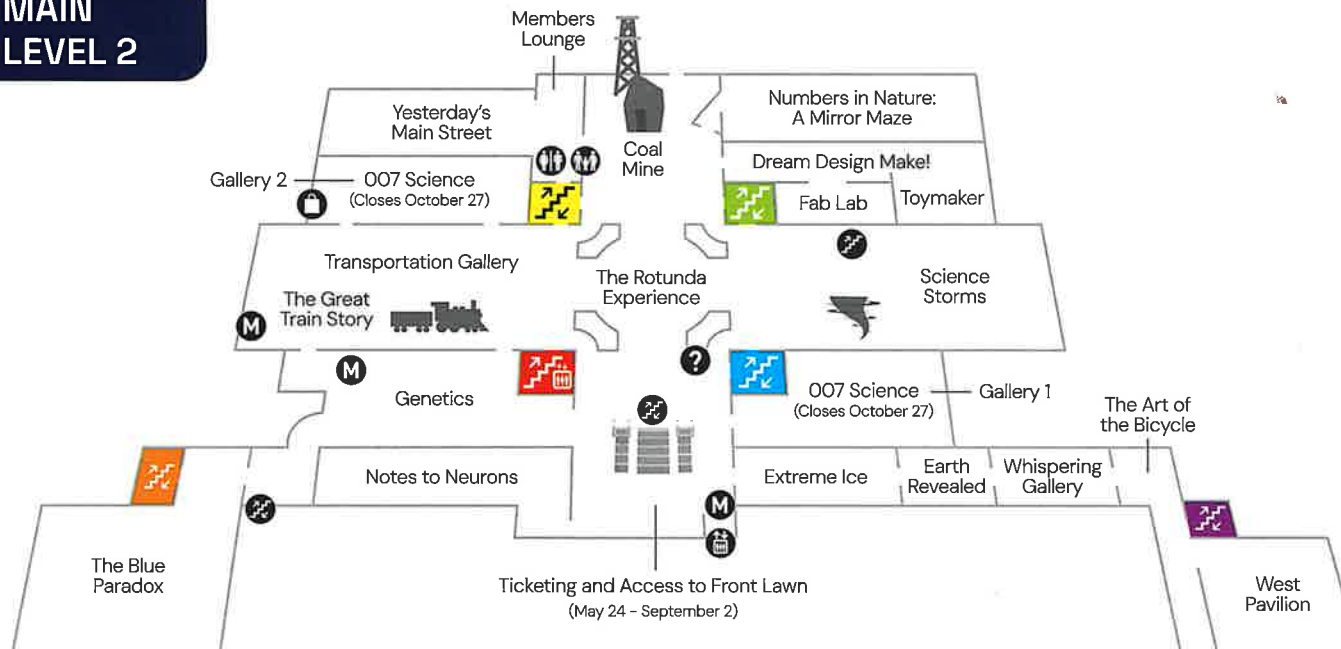 MAIN
LEVEL 2
Members
Lounge
Yesterday's
Main Street
Numbers in Nature:
A Mirror Maze
Coal
Mine
Dream Design Make!
Gallery 2
007 Science
(Closes October 27)
Fab Lab
Toymaker
Transportation Gallery
The Rotunda
Experience
Science
Storms
The Great
Train Story
M
M
?
Genetics
007 Science
(Closes October 27)
Gallery 1
The Art of
the Bicycle
Notes to Neurons
Extreme Ice
Earth
Revealed
Whispering
Gallery
M
The Blue
Paradox
Ticketing and Access to Front Lawn
(May 24 - September 2)
West
Pavilion